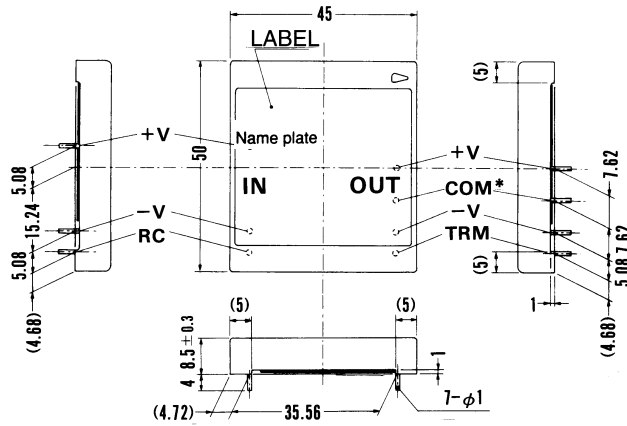 45
LABEL
(5)
+V
Name plate
50
+V
7.62
5.08
IN
OUT
COM*
15.24
-V
-V
7.62
RC
TRM
5.08
(5)
5.08
1
(4.68)
(4.68)
(5)
(5)
8.5 ± 0.3
1
4
(4.72)
35.56
7-φ1